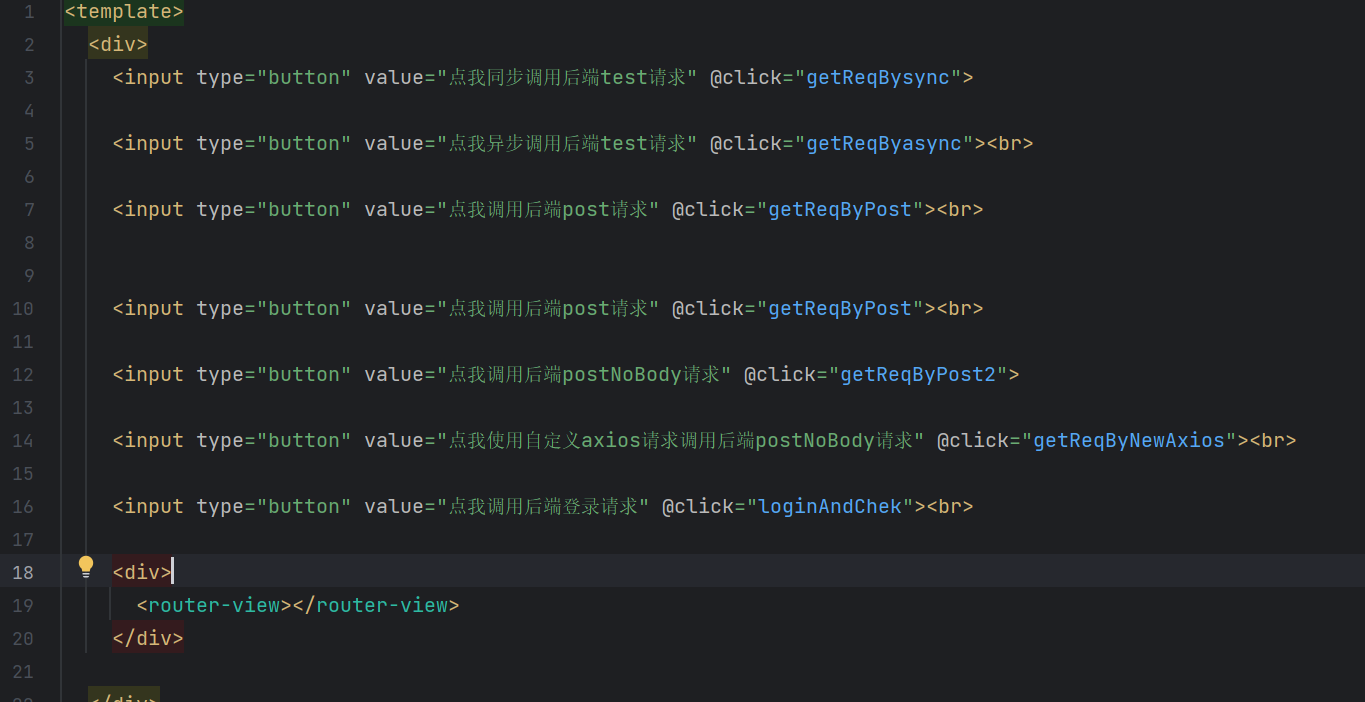 1 <template>
2 <div>
3 <input type="button" value="点我同步调用后端test请求" @click="getReqBysync">
4
5 <input type="button" value="点我异步调用后端test请求" @click="getReqByasync"><br>
6
7 <input type="button" value="点我调用后端post请求" @click="getReqByPost"><br>
8
9
10 <input type="button" value="点我调用后端post请求" @click="getReqByPost"><br>
11
12 <input type="button" value="点我调用后端postNoBody请求" @click="getReqByPost2">
13
14 <input type="button" value="点我使用自定义axios请求调用后端postNoBody请求" @click="getReqByNewAxios"><br>
15
16 <input type="button" value="点我调用后端登录请求" @click="loginAndChek"><br>
17
18 <div>
19 <router-view></router-view>
20 </div>
21
</div>